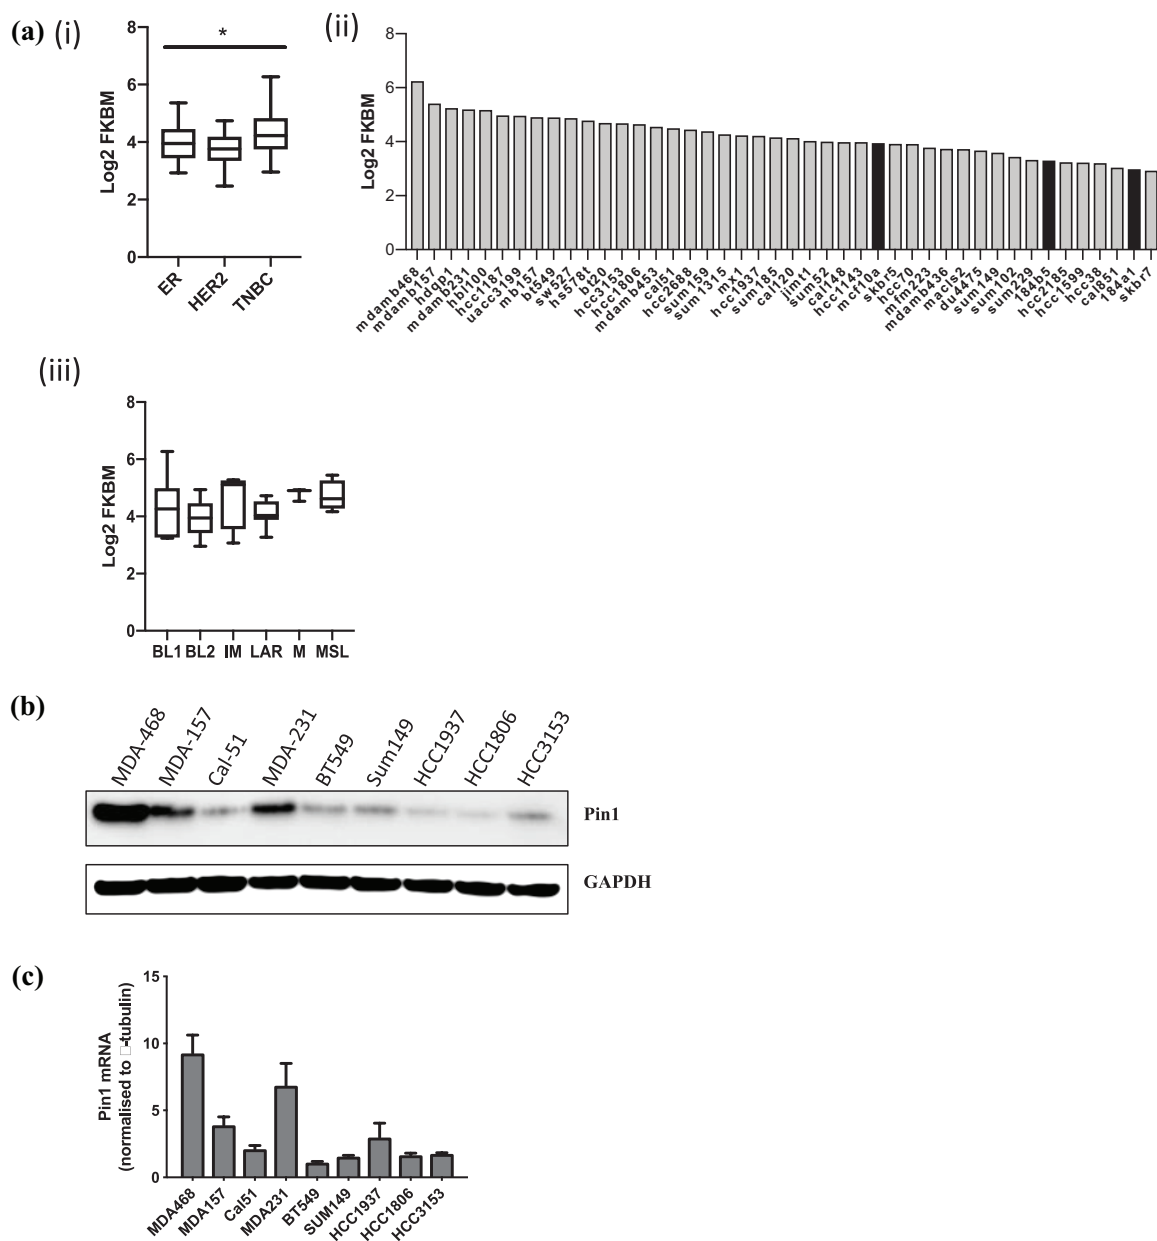 (a) (i)
*
Log2 FKBM
8
6
4
2
0
ER
HER2
TNBC
(ii)
Log2 FKBM
8
6
4
2
0
mdamb468
mdamb157
hdqp1
mdamb231
hbl100
hcc1187
uacc3199
mb157
bt549
sw527
hs578t
bt20
hcc3153
hcc1806
mdamb453
cal51
hcc2688
sum159
sum1315
mx1
hcc1937
sum185
cal120
jimt1
sum52
cal148
hcc1143
mcf10a
skbr5
hcc70
mfm223
mdamb436
macls2
du4475
sum149
sum102
sum229
184b5
hcc2185
hcc1599
hcc38
cal851
184a1
skbr7
(iii)
Log2 FKBM
8
6
4
2
0
BL1 BL2 IM LAR M MSL
(b)
MDA-468
MDA-157
Cal-51
MDA-231
BT549
Sum149
HCC1937
HCC1806
HCC3153
Pin1
GAPDH
(c)
Pin1 mRNA
(normalised to □-tubulin)
15
10
5
0
MDA468
MDA157
Cal51
MDA231
BT549
SUM149
HCC1937
HCC1806
HCC3153